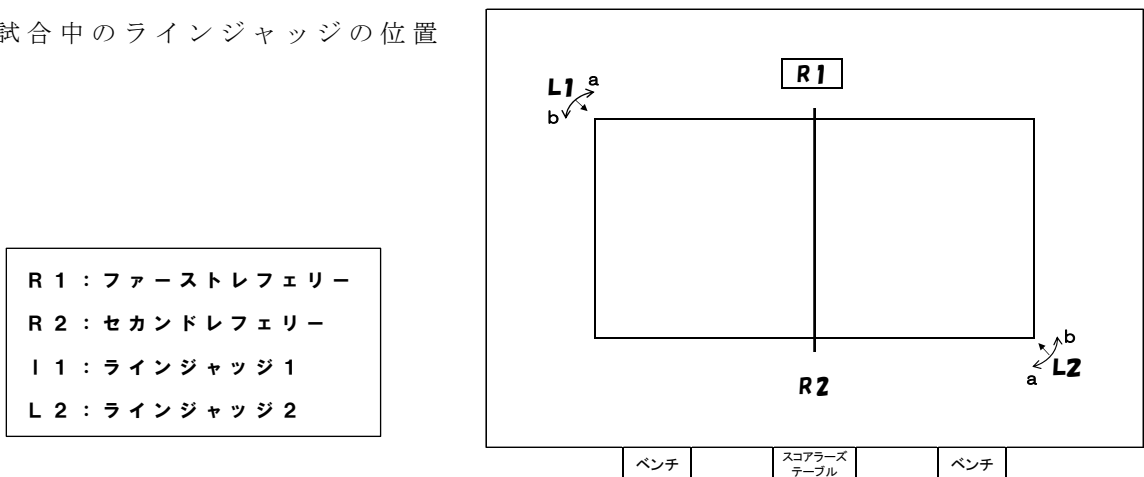 試合中のラインジャッジの位置
R1
L1
a
b
R1：ファーストレフェリー
R2：セカンドレフェリー
l1：ラインジャッジ1
L2：ラインジャッジ2
b
L2
a
R2
ベンチ
スコアラーズ
テーブル
ベンチ